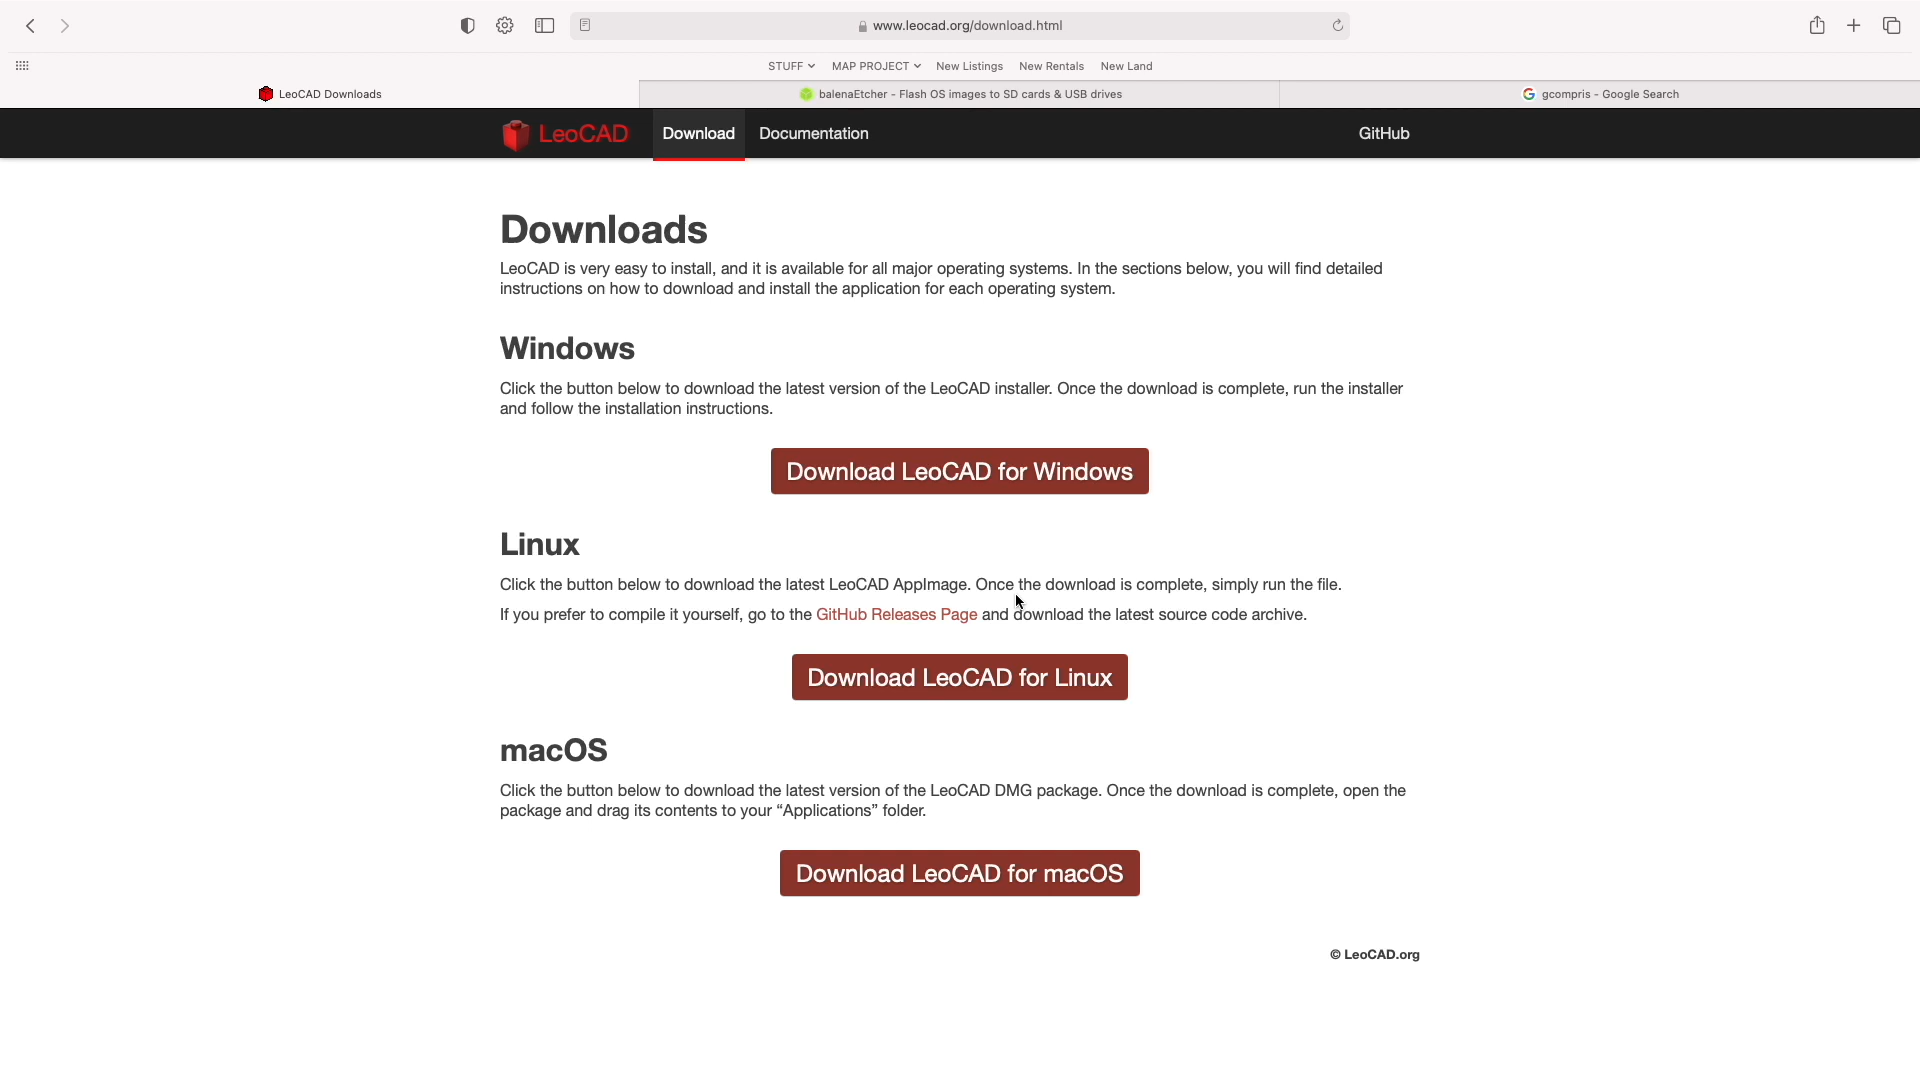 www.leocad.org/download.html
STUFF MAP PROJECT New Listings New Rentals New Land
LeoCAD Downloads balenaEtcher - Flash OS images to SD cards & USB drives gcompris - Google Search
LeoCAD Download Documentation GitHub
Downloads
LeoCAD is very easy to install, and it is available for all major operating systems. In the sections below, you will find detailed
instructions on how to download and install the application for each operating system.
Windows
Click the button below to download the latest version of the LeoCAD installer. Once the download is complete, run the installer
and follow the installation instructions.
Download LeoCAD for Windows
Linux
Click the button below to download the latest LeoCAD AppImage. Once the download is complete, simply run the file.
If you prefer to compile it yourself, go to the GitHub Releases Page and download the latest source code archive.
Download LeoCAD for Linux
macOS
Click the button below to download the latest version of the LeoCAD DMG package. Once the download is complete, open the
package and drag its contents to your “Applications” folder.
Download LeoCAD for macOS
© LeoCAD.org